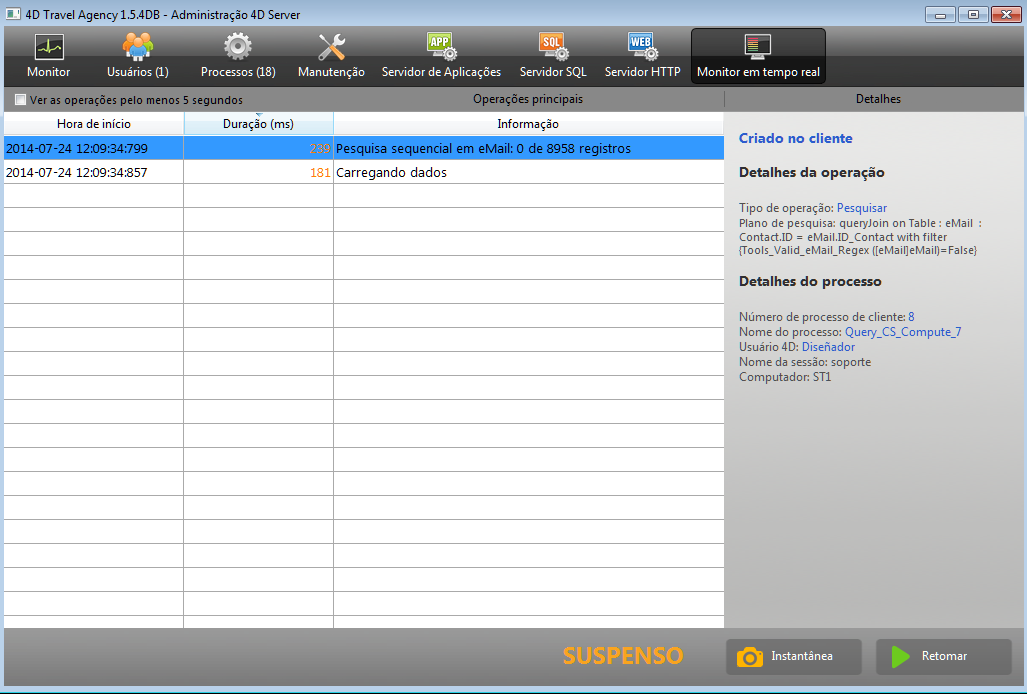 4D Travel Agency 1.5.4DB - Administração 4D Server
Monitor
Usuários (1)
Processos (18)
Manutenção
APP
Servidor de Aplicações
SQL
Servidor SQL
WEB
Servidor HTTP
Monitor em tempo real
Ver as operações pelo menos 5 segundos
Operações principais
Detalhes
Hora de início Duração (ms) Informação
2014-07-24 12:09:34:799 239 Pesquisa sequencial em eMail: 0 de 8958 registros
2014-07-24 12:09:34:857 181 Carregando dados
Criado no cliente
Detalhes da operação
Tipo de operação: Pesquisar
Plano de pesquisa: queryJoin on Table : eMail :
Contact.ID = eMail.ID_Contact with filter
{Tools_Valid_eMail_Regex ([eMail]eMail)=False}
Detalhes do processo
Número de processo de cliente: 8
Nome do processo: Query_CS_Compute_7
Usuário 4D: Diseñador
Nome da sessão: soporte
Computador: ST1
SUSPENSO
Instantânea
Retomar